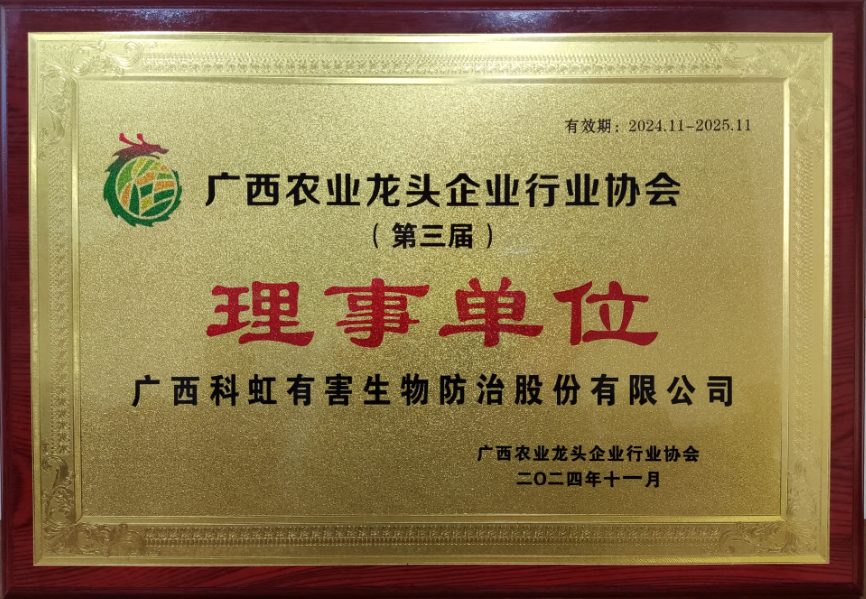 有效期：2024.11-2025.11
广西农业龙头企业行业协会
（第三届）
理事单位
广西科虹有害生物防治股份有限公司
广西农业龙头企业行业协会
二〇二四年十一月